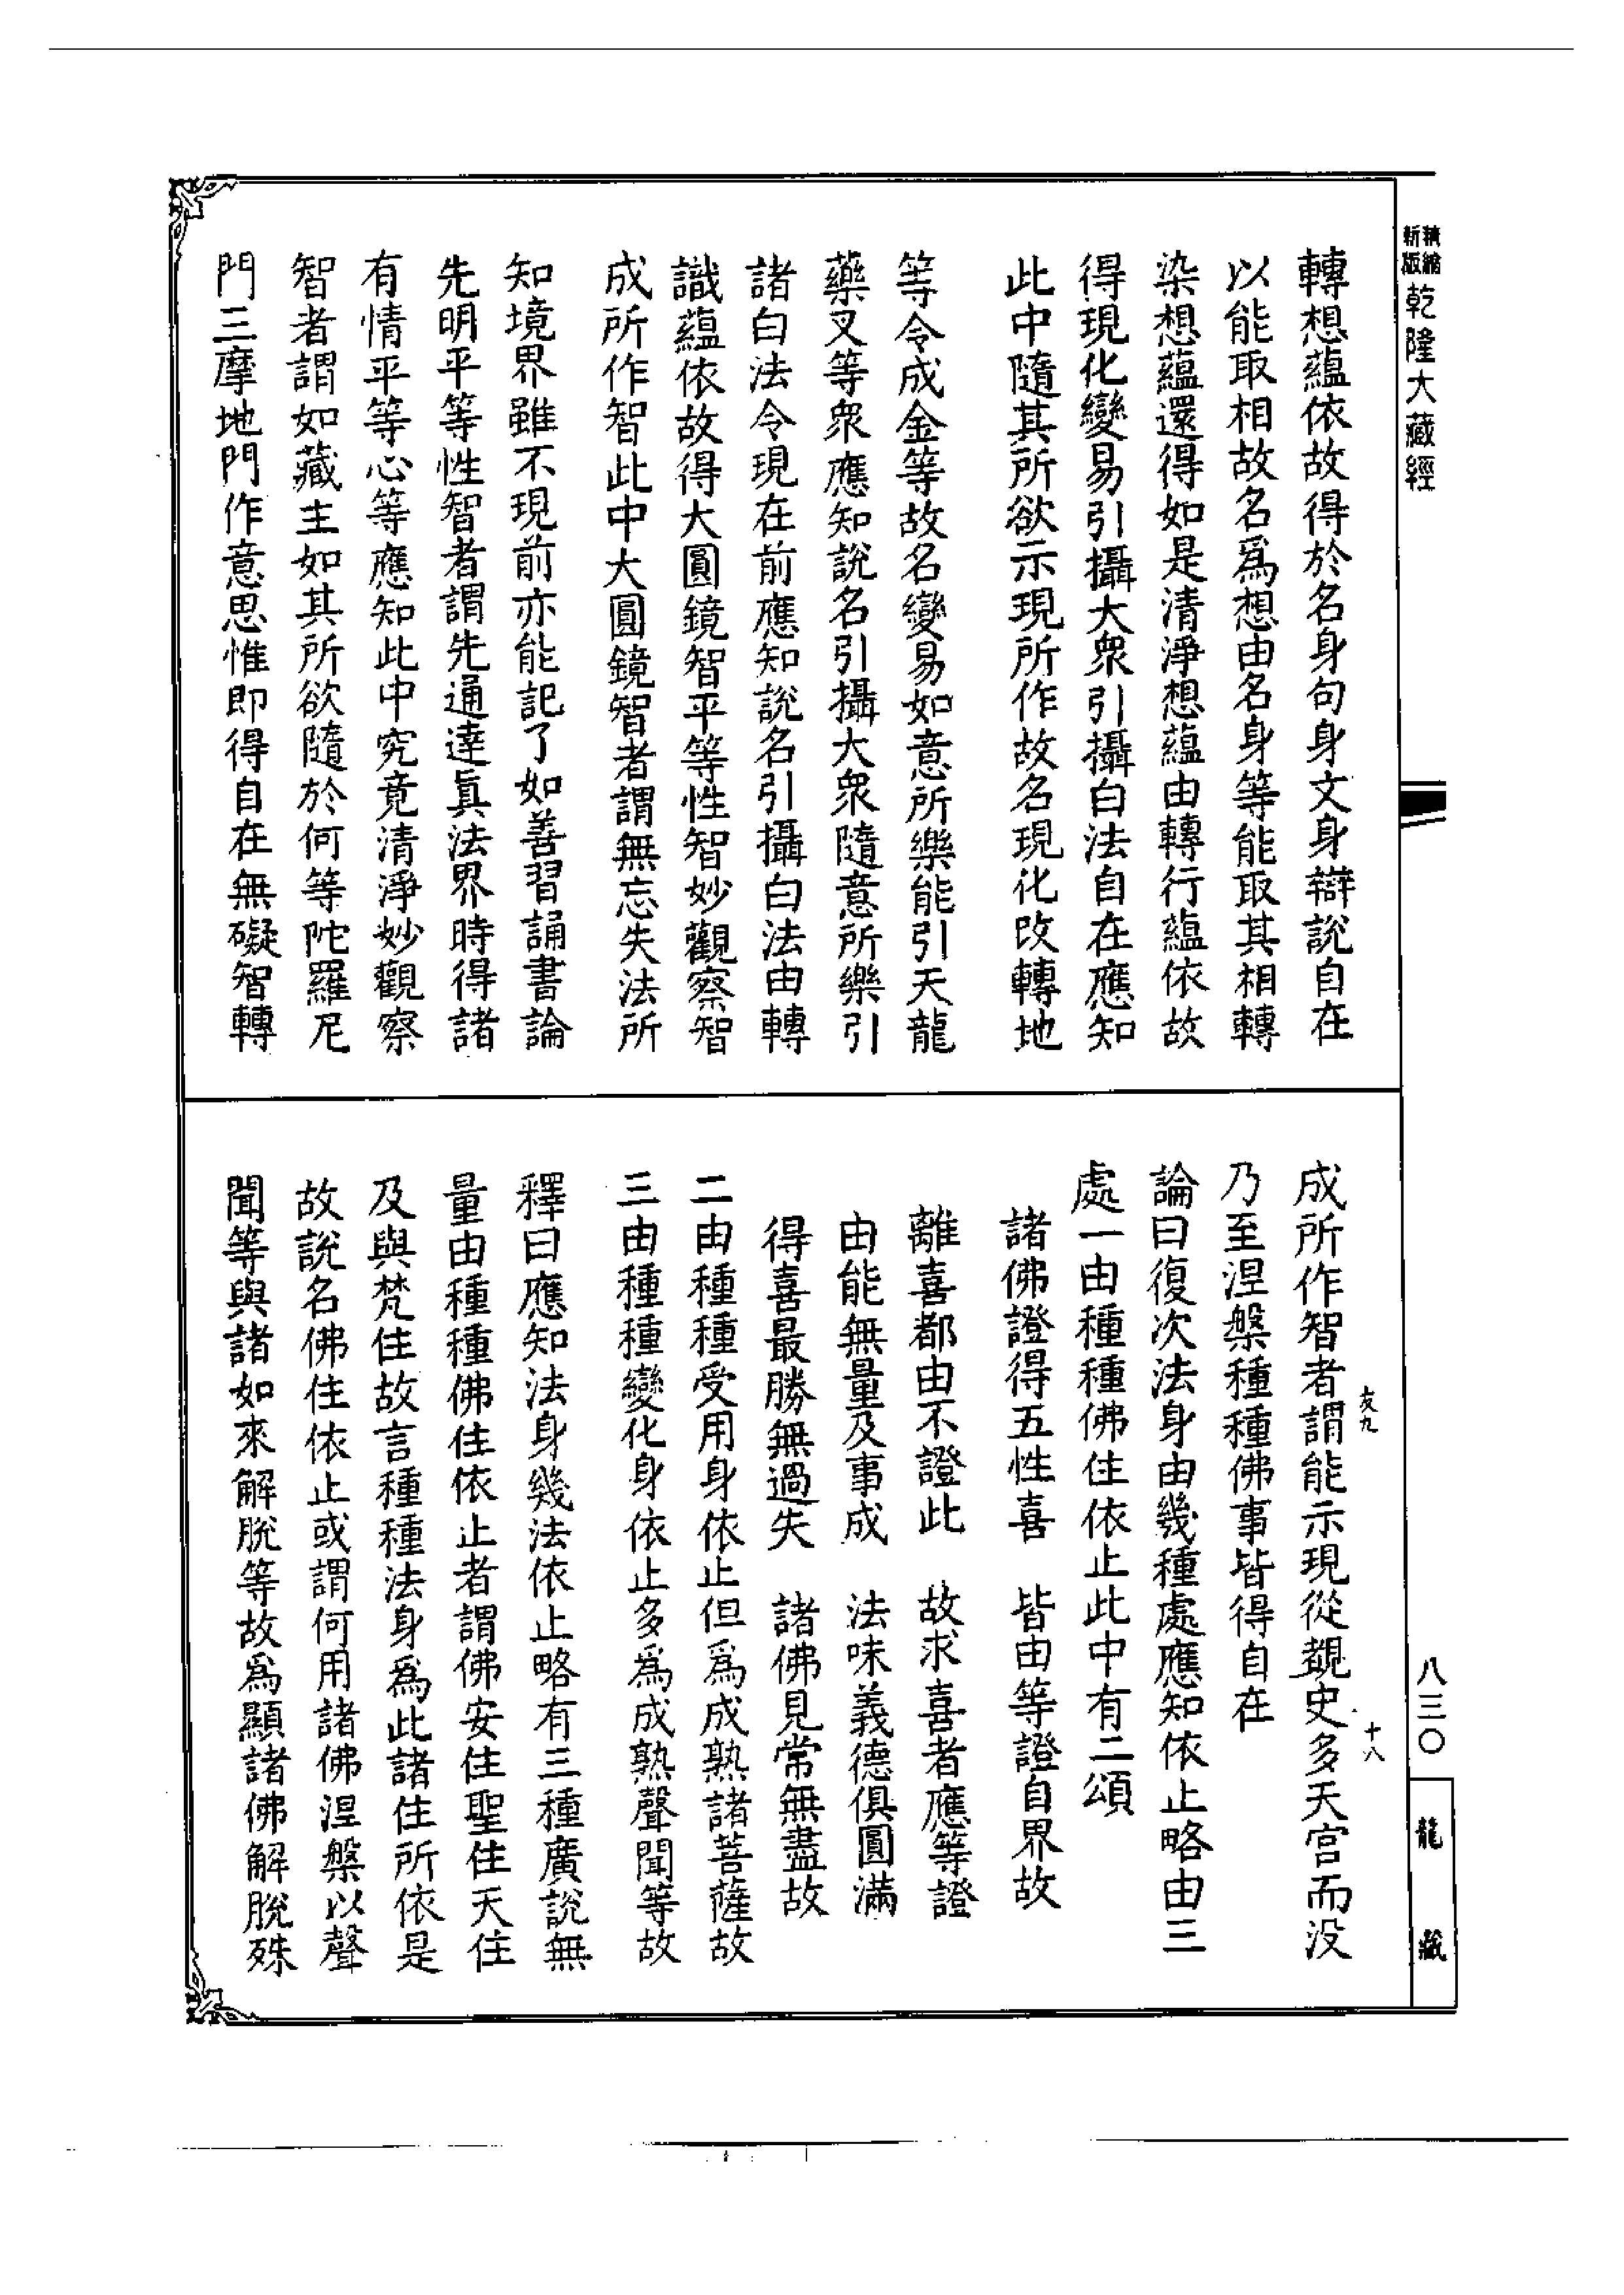 精縮
新版
乾隆大藏經
轉想蘊依故得於名身句身文身辯說自在
以能取相故名爲想由名身等能取其相轉
染想蘊還得如是清淨想蘊由轉行蘊依故
得現化變易引攝大衆引攝白法自在應知
此中隨其所欲示現所作故名現化改轉地
等令成金等故名變易如意所樂能引天龍
藥叉等衆應知說名引攝大衆隨意所樂引
諸白法令現在前應知說名引攝白法由轉
識蘊依故得大圓鏡智平等性智妙觀察智
成所作智此中大圓鏡智者謂無忘失法所
知境界雖不現前亦能記了如善習誦書論
先明平等性智者謂先通達眞法界時得諸
有情平等心等應知此中究竟清淨妙觀察
智者謂如藏主如其所欲隨於何等陀羅尼
門三摩地門作意思惟即得自在無礙智轉
成所作智者謂能示現從覩史多天宫而没
乃至涅槃種種佛事皆得自在
論曰復次法身由幾種處應知依止略由三
處一由種種佛住依止此中有二頌
諸佛證得五性喜　皆由等證自界故
離喜都由不證此　故求喜者應等證
由能無量及事成　法味義德俱圓滿
得喜最勝無過失　諸佛見常無盡故
二由種種受用身依止但爲成熟諸菩薩故
三由種種變化身依止多爲成熟聲聞等故
釋曰應知法身幾法依止略有三種廣說無
量由種種佛住依止者謂佛安住聖住天住
及與梵住故言種種法身爲此諸住所依是
故說名佛住依止或謂何用諸佛涅槃以聲
聞等與諸如來解脫等故爲顯諸佛解脫殊
十八
八三〇
龍藏